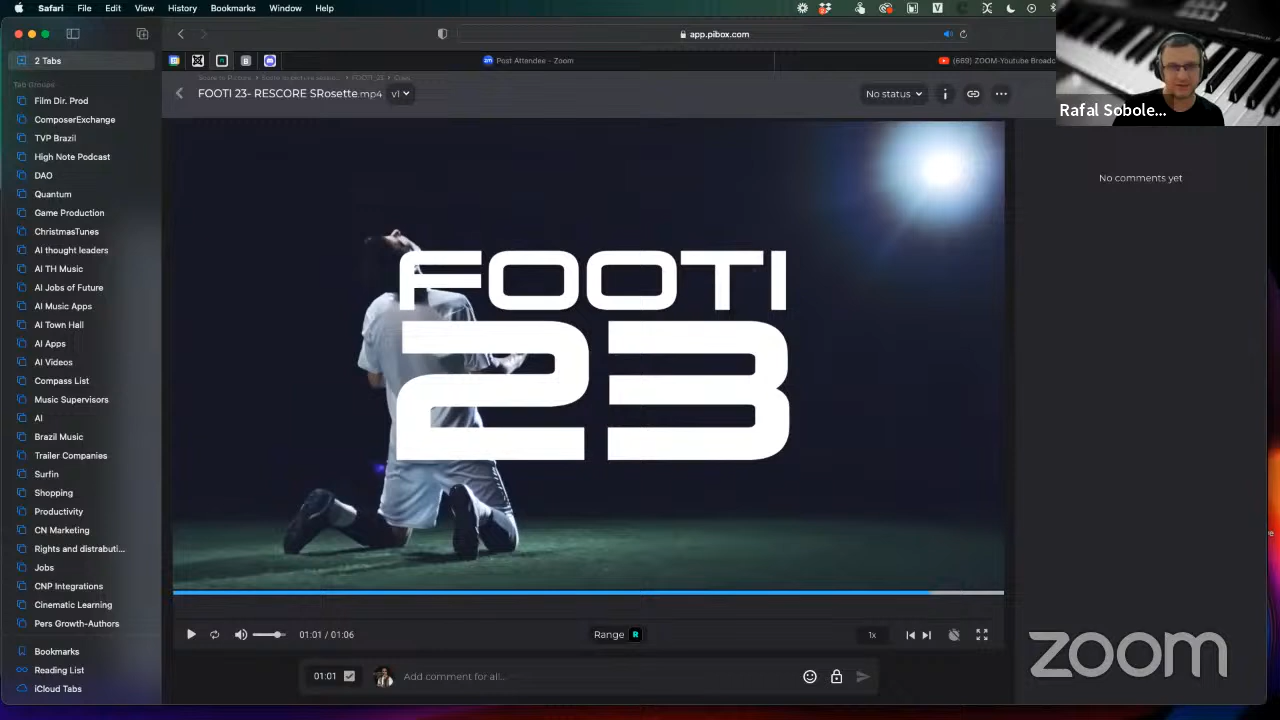 Safari File Edit View History Bookmarks Window Help
app.pibox.com
2 Tabs
Post Attendee - Zoom
(669) ZOOM-Youtube Broadc
Tab Groups
FOOTI 23- RESCORE SRosette.mp4 v1
No status
Rafal Sobole...
Film Dir. Prod
ComposerExchange
TVP Brazil
High Note Podcast
DAO
Quantum
Game Production
ChristmasTunes
AI thought leaders
AI TH Music
AI Jobs of Future
AI Music Apps
AI Town Hall
AI Apps
AI Videos
Compass List
Music Supervisors
AI
Brazil Music
Trailer Companies
Surfin
Shopping
Productivity
CN Marketing
Rights and distributi...
Jobs
CNP Integrations
Cinematic Learning
Pers Growth-Authors
Bookmarks
Reading List
iCloud Tabs
FOOTI
23
No comments yet
01:01 / 01:06
Range R
1x
01:01
Add comment for all...
zoom